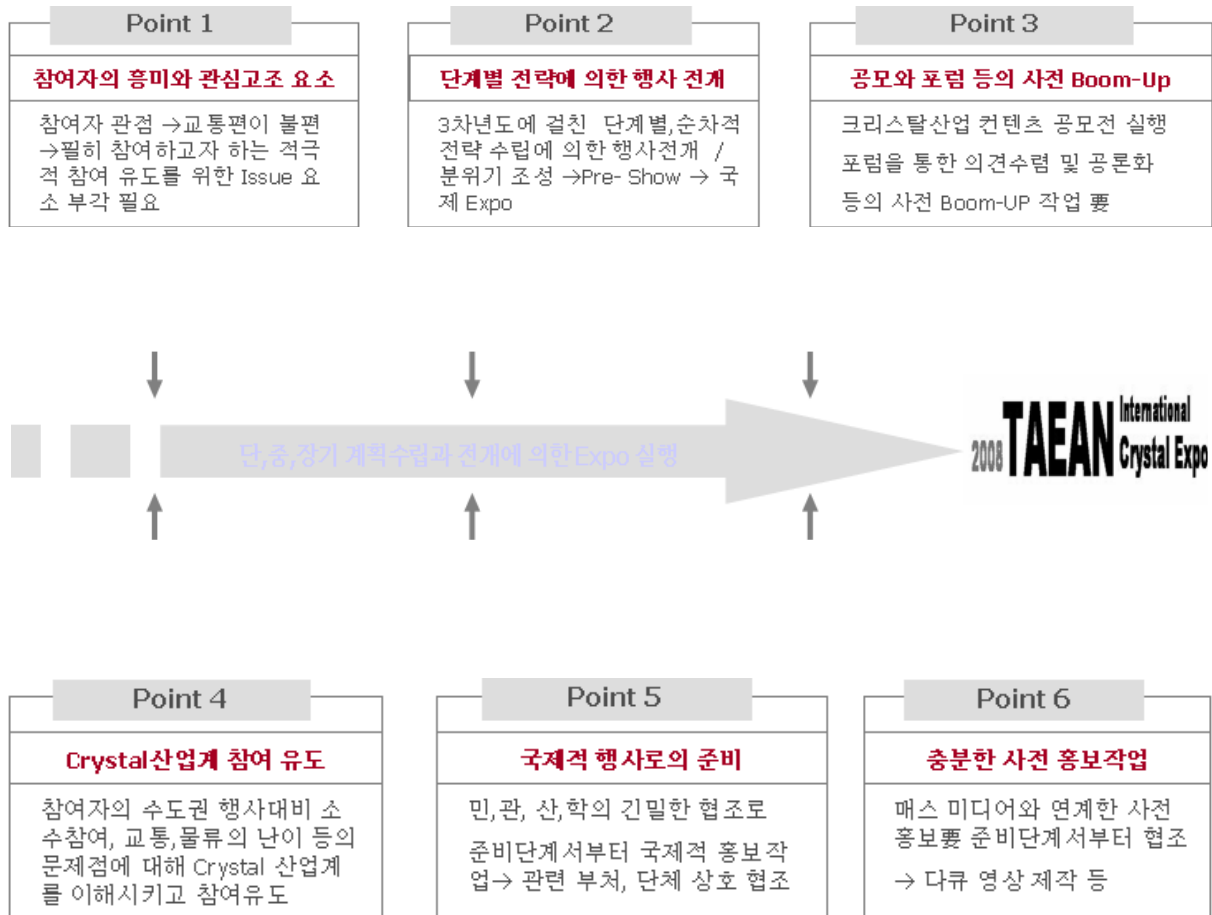 Point 1
참여자의 흥미와 관심고조 요소
참여자 관점 →교통편이 불편
→필히 참여하고자 하는 적극
적 참여 유도를 위한 Issue 요
소 부각 필요
Point 2
단계별 전략에 의한 행사 전개
3차년도에 걸친 단계별,순차적
전략 수립에 의한 행사전개 /
분위기 조성 →Pre- Show → 국
제 Expo
Point 3
공모와 포럼 등의 사전 Boom-Up
크리스탈산업 컨텐츠 공모전 실행
포럼을 통한 의견수렴 및 공론화
등의 사전 Boom-UP 작업 要
단,중,장기 계획수립과 전개에 의한 Expo 실행
2008 TAEAN International
Crystal Expo
Point 4
Crystal산업계 참여 유도
참여자의 수도권 행사대비 소
수참여, 교통,물류의 난이 등의
문제점에 대해 Crystal 산업계
를 이해시키고 참여유도
Point 5
국제적 행사로의 준비
민,관, 산,학의 긴밀한 협조로
준비단계서부터 국제적 홍보작
업→ 관련 부처, 단체 상호 협조
Point 6
충분한 사전 홍보작업
매스 미디어와 연계한 사전
홍보要 준비단계서부터 협조
→ 다큐 영상 제작 등